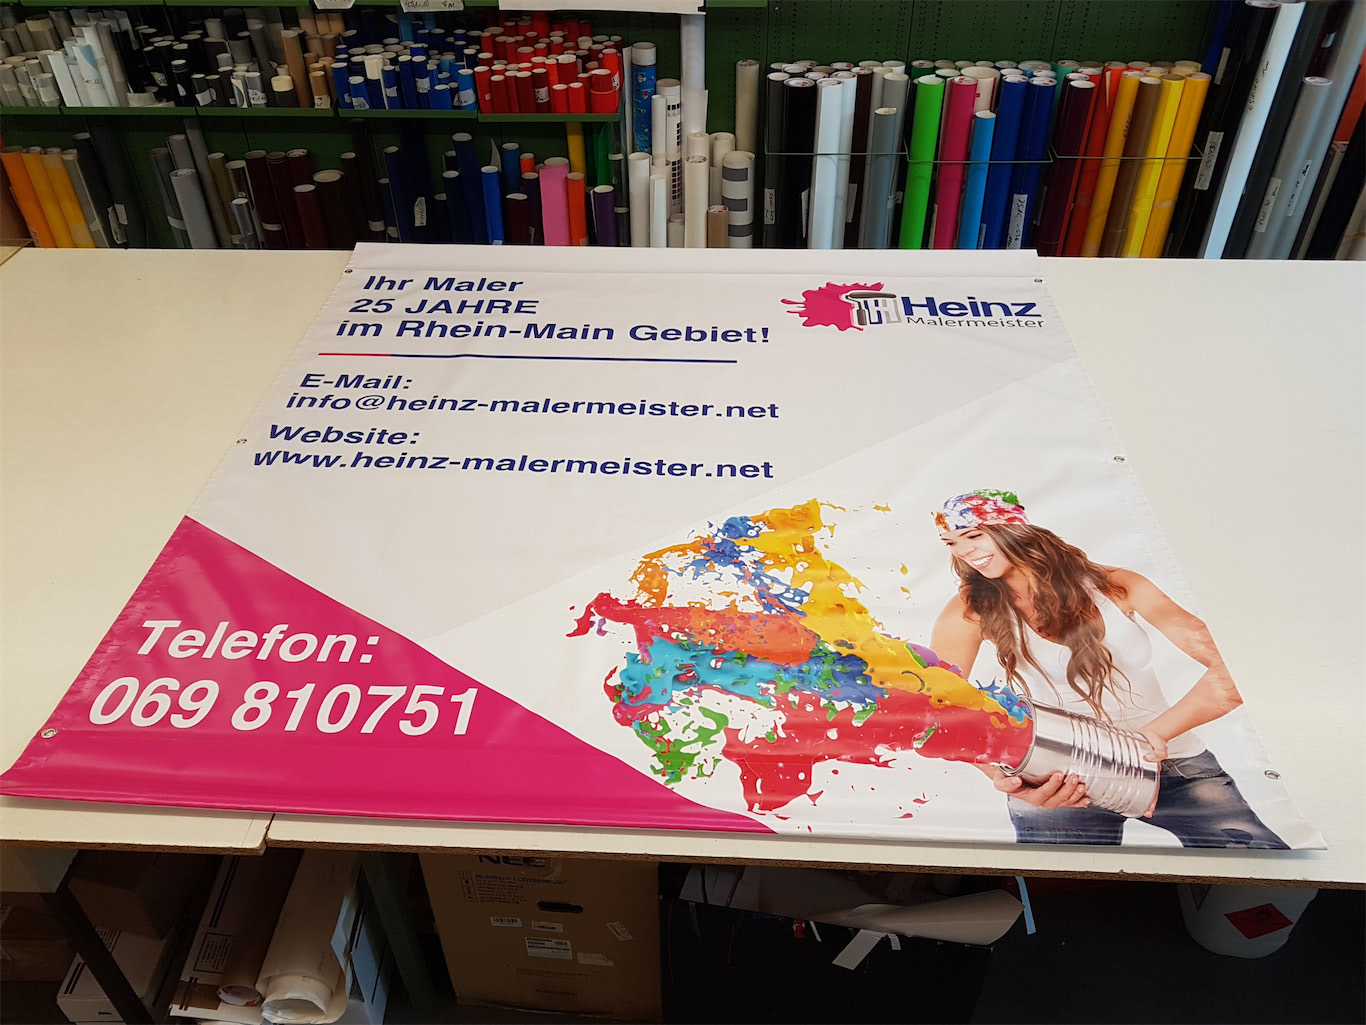 Ihr Maler
25 JAHRE
im Rhein-Main Gebiet!
Heinz
Malermeister
E-Mail:
info@heinz-malermeister.net
Website:
www.heinz-malermeister.net
Telefon:
069 810751
NEC